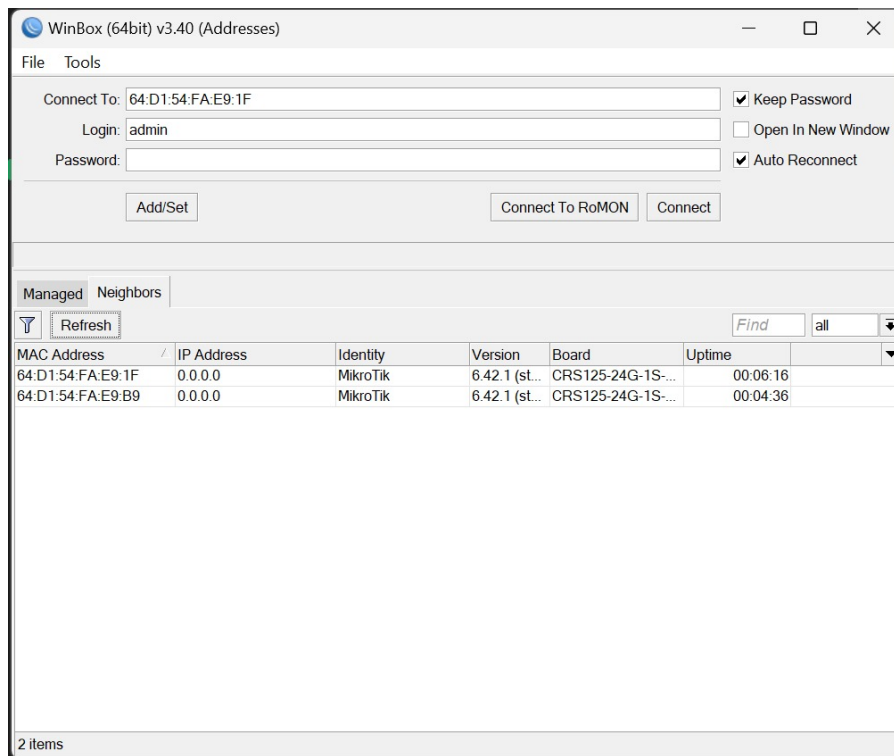 WinBox (64bit) v3.40 (Addresses)
File Tools
Connect To: 64:D1:54:FA:E9:1F Keep Password
Login: admin Open In New Window
Password: Auto Reconnect
Add/Set Connect To RoMON Connect
Managed Neighbors
Refresh Find all
MAC Address IP Address Identity Version Board Uptime
64:D1:54:FA:E9:1F 0.0.0.0 MikroTik 6.42.1 (st... CRS125-24G-1S-... 00:06:16
64:D1:54:FA:E9:B9 0.0.0.0 MikroTik 6.42.1 (st... CRS125-24G-1S-... 00:04:36
2 items